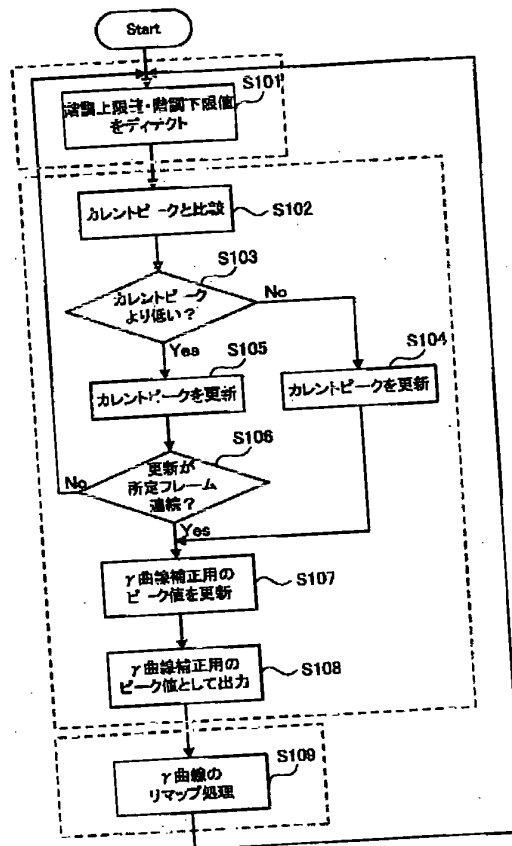 Start
S101
階調上限値・階調下限値
をディテクト
カレントピークと比較
S102
S103
カレントピーク
より低い？
No
Yes
S105
S104
カレントピークを更新
カレントピークを更新
S106
No
更新が
所定フレーム
連続？
Yes
γ曲線補正用の
ピーク値を更新
S107
γ曲線補正用の
ピーク値として出力
S108
S109
γ曲線の
リマップ処理